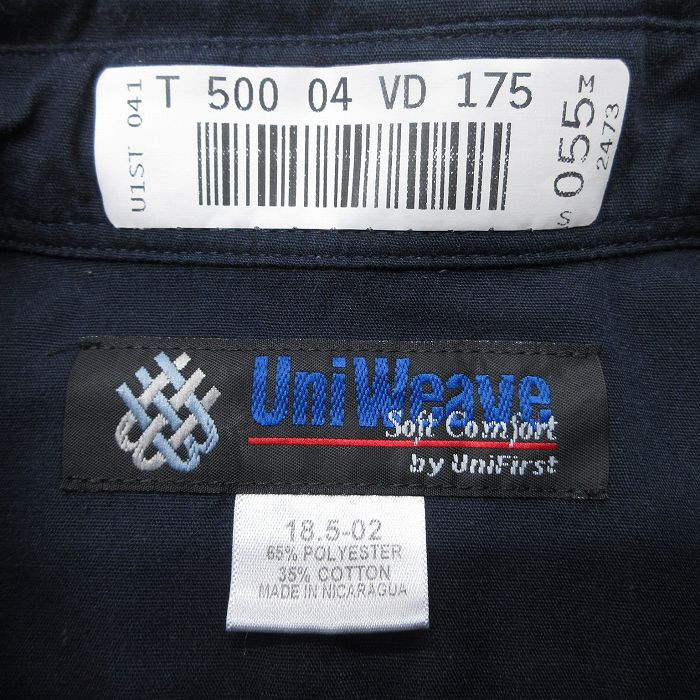 T 500 04 VD 175
U1ST 041
S 055 M
2473
UniWeave
Soft Comfort
by UniFirst
18.5-02
65% POLYESTER
35% COTTON
MADE IN NICARAGUA